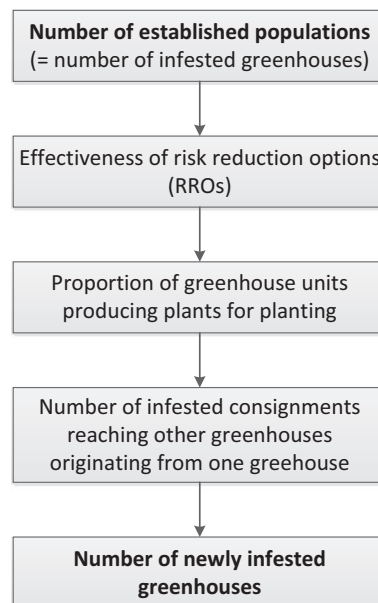 Number of established populations
(= number of infested greenhouses)
Effectiveness of risk reduction options
(RROs)
Proportion of greenhouse units
producing plants for planting
Number of infested consignments
reaching other greenhouses
originating from one greehouse
Number of newly infested
greenhouses